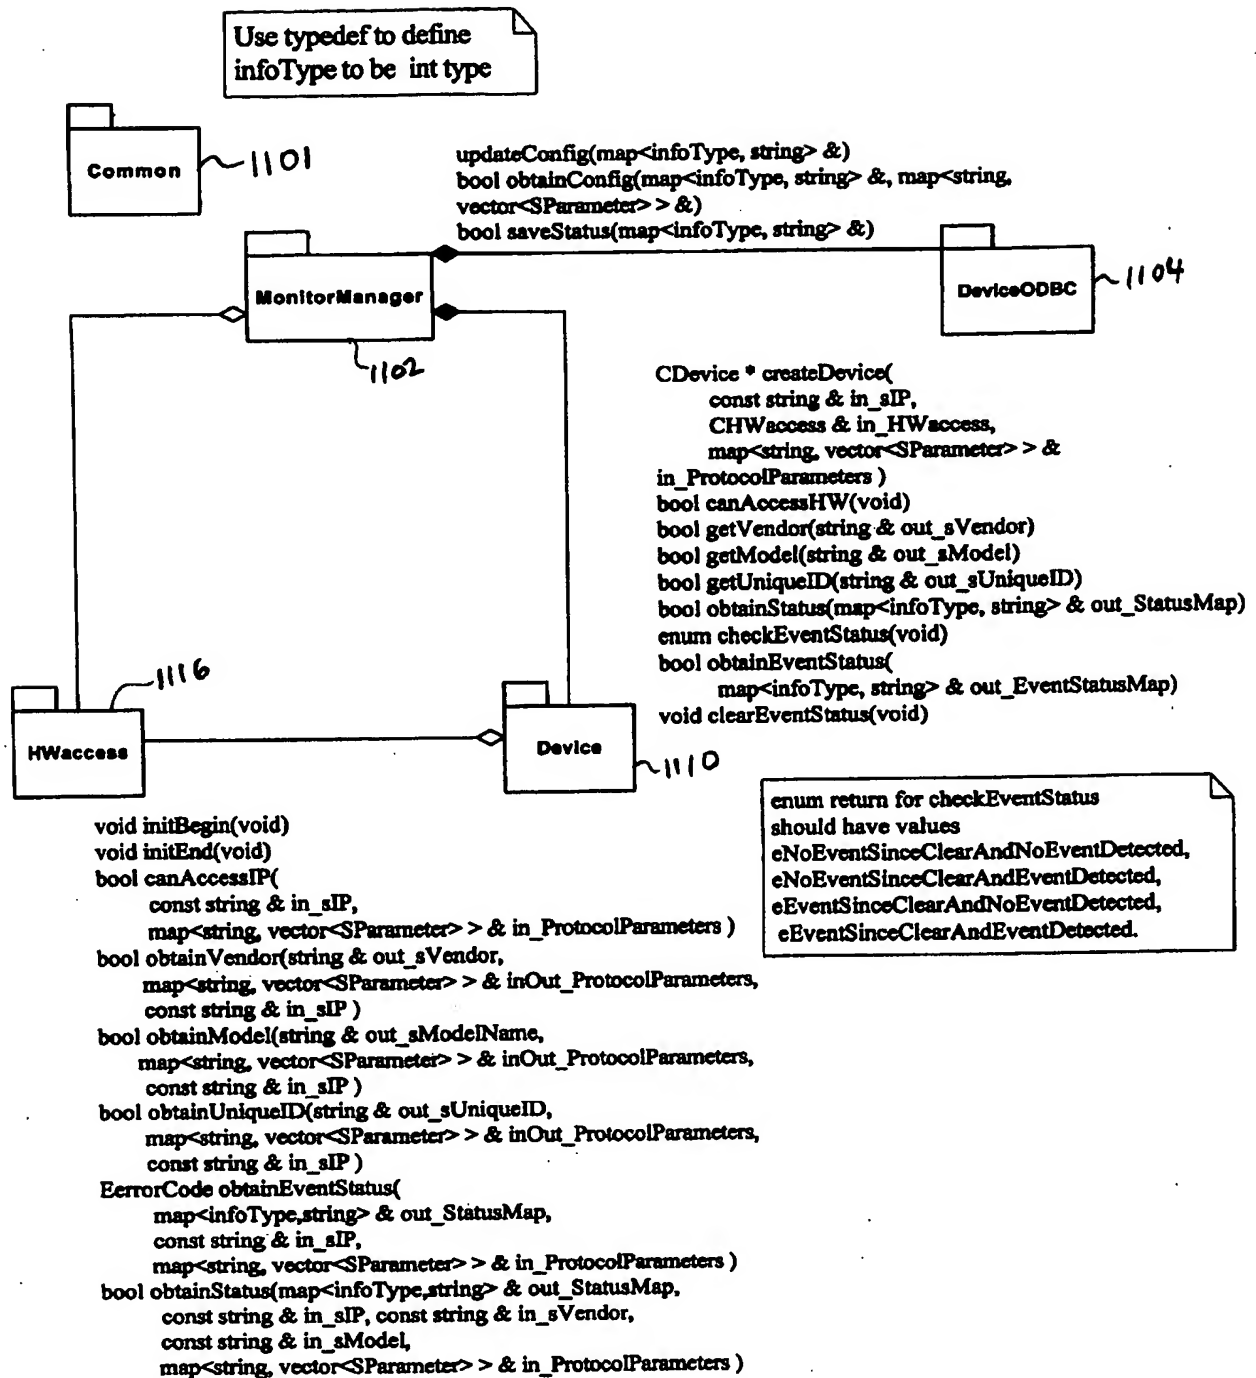 Use typedef to define
infoType to be int type
Common
1101
updateConfig(map<infoType, string> &)
bool obtainConfig(map<infoType, string> &, map<string,
vector<SParameter> > &)
bool saveStatus(map<infoType, string> &)
MonitorManager
1102
DeviceODBC
1104
CDevice * createDevice(
const string & in_sIP,
CHWaccess & in_HWaccess,
map<string, vector<SParameter> > &
in_ProtocolParameters )
bool canAccessHW(void)
bool getVendor(string & out_sVendor)
bool getModel(string & out_sModel)
bool getUniqueID(string & out_sUniqueID)
bool obtainStatus(map<infoType, string> & out_StatusMap)
enum checkEventStatus(void)
bool obtainEventStatus(
map<infoType, string> & out_EventStatusMap)
void clearEventStatus(void)
1116
HWaccess
Device
1110
enum return for checkEventStatus
should have values
eNoEventSinceClearAndNoEventDetected,
eNoEventSinceClearAndEventDetected,
eEventSinceClearAndNoEventDetected,
eEventSinceClearAndEventDetected.
void initBegin(void)
void initEnd(void)
bool canAccessIP(
const string & in_sIP,
map<string, vector<SParameter> > & in_ProtocolParameters )
bool obtainVendor(string & out_sVendor,
map<string, vector<SParameter> > & inOut_ProtocolParameters,
const string & in_sIP )
bool obtainModel(string & out_sModelName,
map<string, vector<SParameter> > & inOut_ProtocolParameters,
const string & in_sIP )
bool obtainUniqueID(string & out_sUniqueID,
map<string, vector<SParameter> > & inOut_ProtocolParameters,
const string & in_sIP )
EerrorCode obtainEventStatus(
map<infoType,string> & out_StatusMap,
const string & in_sIP,
map<string, vector<SParameter> > & in_ProtocolParameters )
bool obtainStatus(map<infoType,string> & out_StatusMap,
const string & in_sIP, const string & in_sVendor,
const string & in_sModel,
map<string, vector<SParameter> > & in_ProtocolParameters )